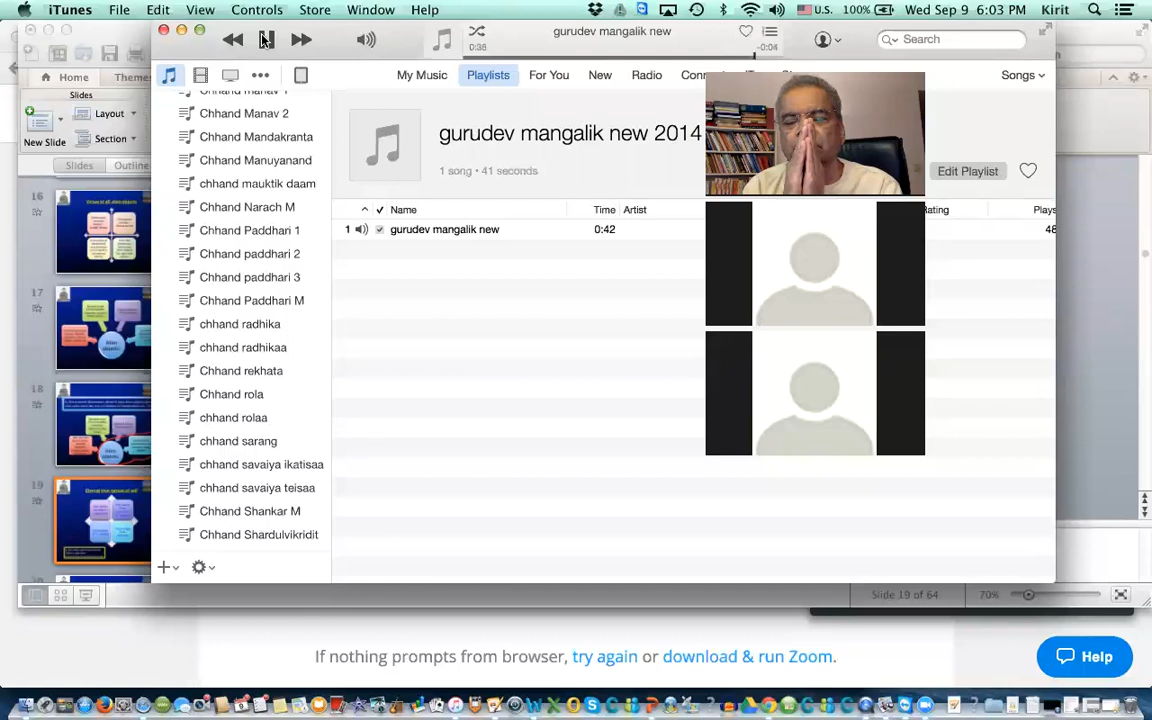 iTunes File Edit View Controls Store Window Help U.S. 100% Wed Sep 9 6:03 PM Kirit
gurudev mangalik new
0:38 -0:04
Search
My Music Playlists For You New Radio Songs
Home Themes
Slides
Layout
Section
New Slide
Slides Outline
16
17
18
19
Chhand Manav 2
Chhand Mandakranta
Chhand Manuyanand
chhand mauktik daam
Chhand Narach M
Chhand Paddhari 1
Chhand paddhari 2
Chhand paddhari 3
Chhand Paddhari M
chhand radhika
chhand radhikaa
Chhand rekhata
Chhand rola
chhand rolaa
chhand sarang
chhand savaiya ikatisaa
chhand savaiya teisaa
Chhand Shankar M
Chhand Shardulvikridit
gurudev mangalik new 2014
1 song • 41 seconds
Edit Playlist
Name Time Artist Rating Plays
1 gurudev mangalik new 0:42 48
Slide 19 of 64 70%
If nothing prompts from browser, try again or download & run Zoom.
Help